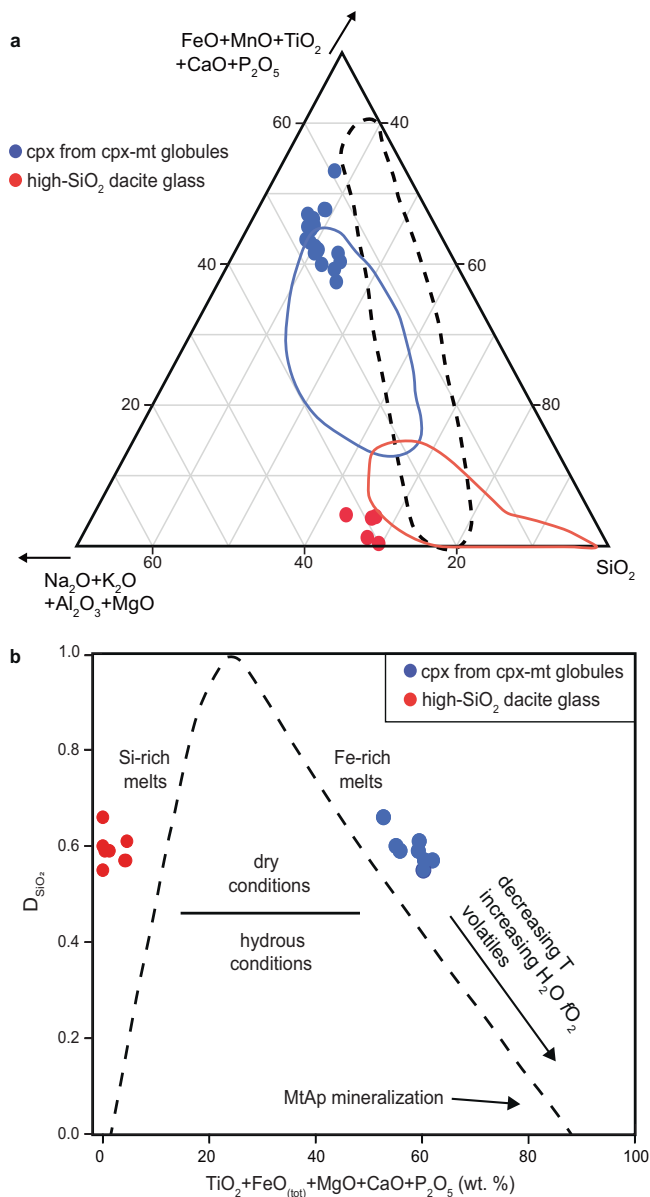 a
FeO+MnO+TiO₂
+CaO+P₂O₅
cpx from cpx-mt globules
high-SiO₂ dacite glass
60
40
40
60
20
80
60
40
20
SiO₂
Na₂O+K₂O
+Al₂O₃+MgO
b
1.0
0.8
0.6
0.4
0.2
0.0
D SiO₂
cpx from cpx-mt globules
high-SiO₂ dacite glass
Si-rich
melts
Fe-rich
melts
dry
conditions
hydrous
conditions
decreasing T
increasing H₂O fO₂
volatiles
MtAp mineralization
0
20
40
60
80
100
TiO₂+FeO(tot)+MgO+CaO+P₂O₅ (wt. %)